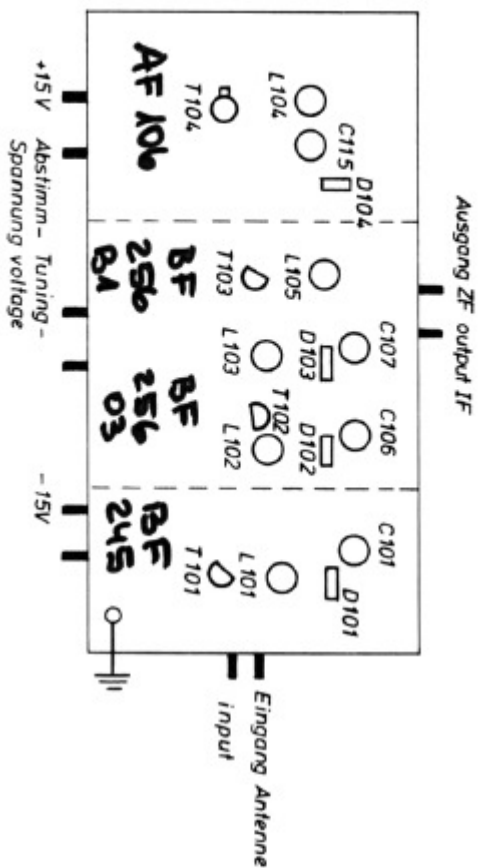 Ausgang ZF output IF
C107
C106
C101
D104
D101
C115
D103
D102
L105
T102
L104
Eingang Antenne
input
L101
L103
L102
T103
T104
T101
AF 106
BF
256
BA
BF
256
03
BF
245
+15V
Abstimm- Tuning-
Spannung voltage
-15V